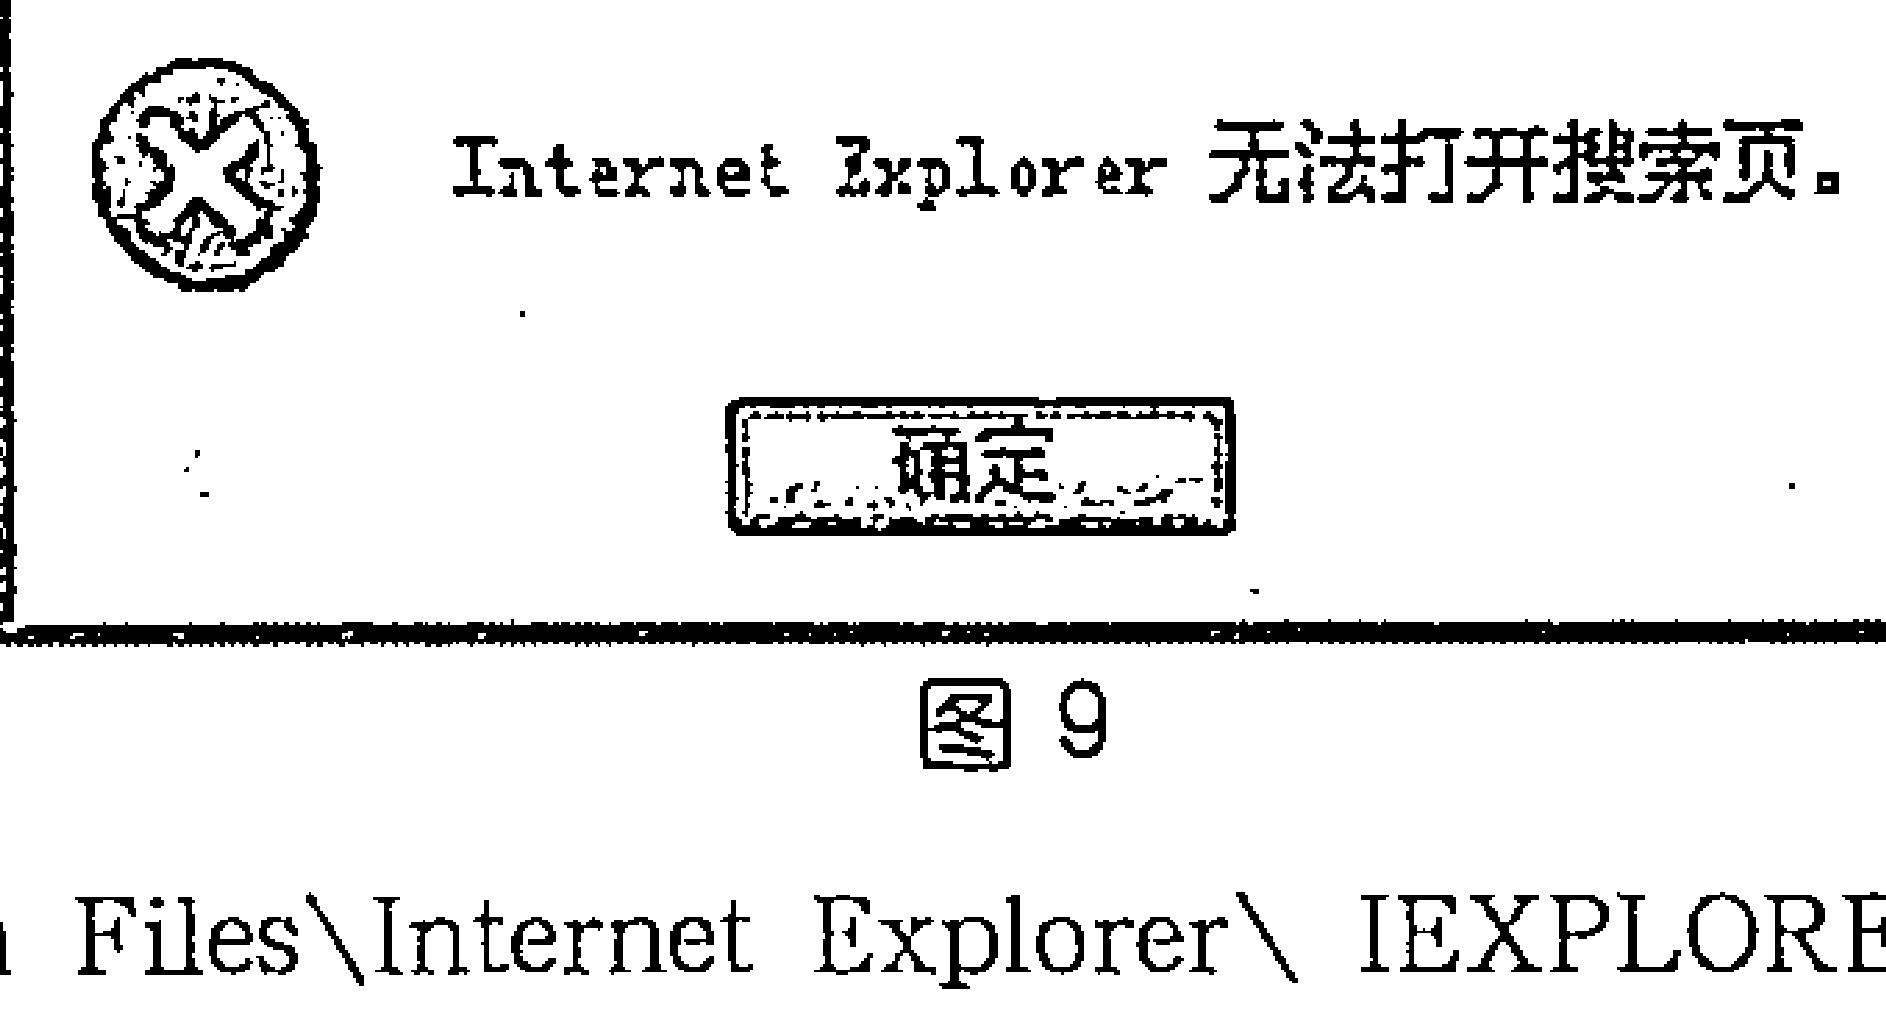 Internet Explorer 无法打开搜索页。
确定
图 9
Files\Internet Explorer\ IEXPLORE